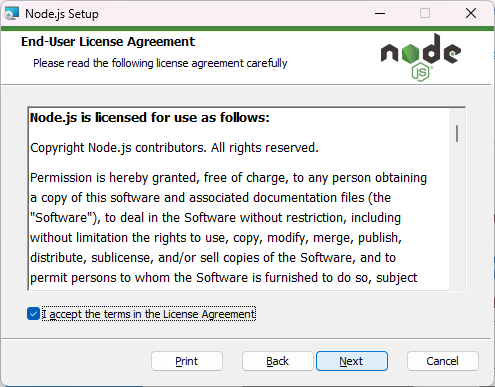 Node.js Setup
End-User License Agreement
Please read the following license agreement carefully
node
JS
Node.js is licensed for use as follows:
Copyright Node.js contributors. All rights reserved.
Permission is hereby granted, free of charge, to any person obtaining
a copy of this software and associated documentation files (the
"Software"), to deal in the Software without restriction, including
without limitation the rights to use, copy, modify, merge, publish,
distribute, sublicense, and/or sell copies of the Software, and to
permit persons to whom the Software is furnished to do so, subject
I accept the terms in the License Agreement
Print Back Next Cancel